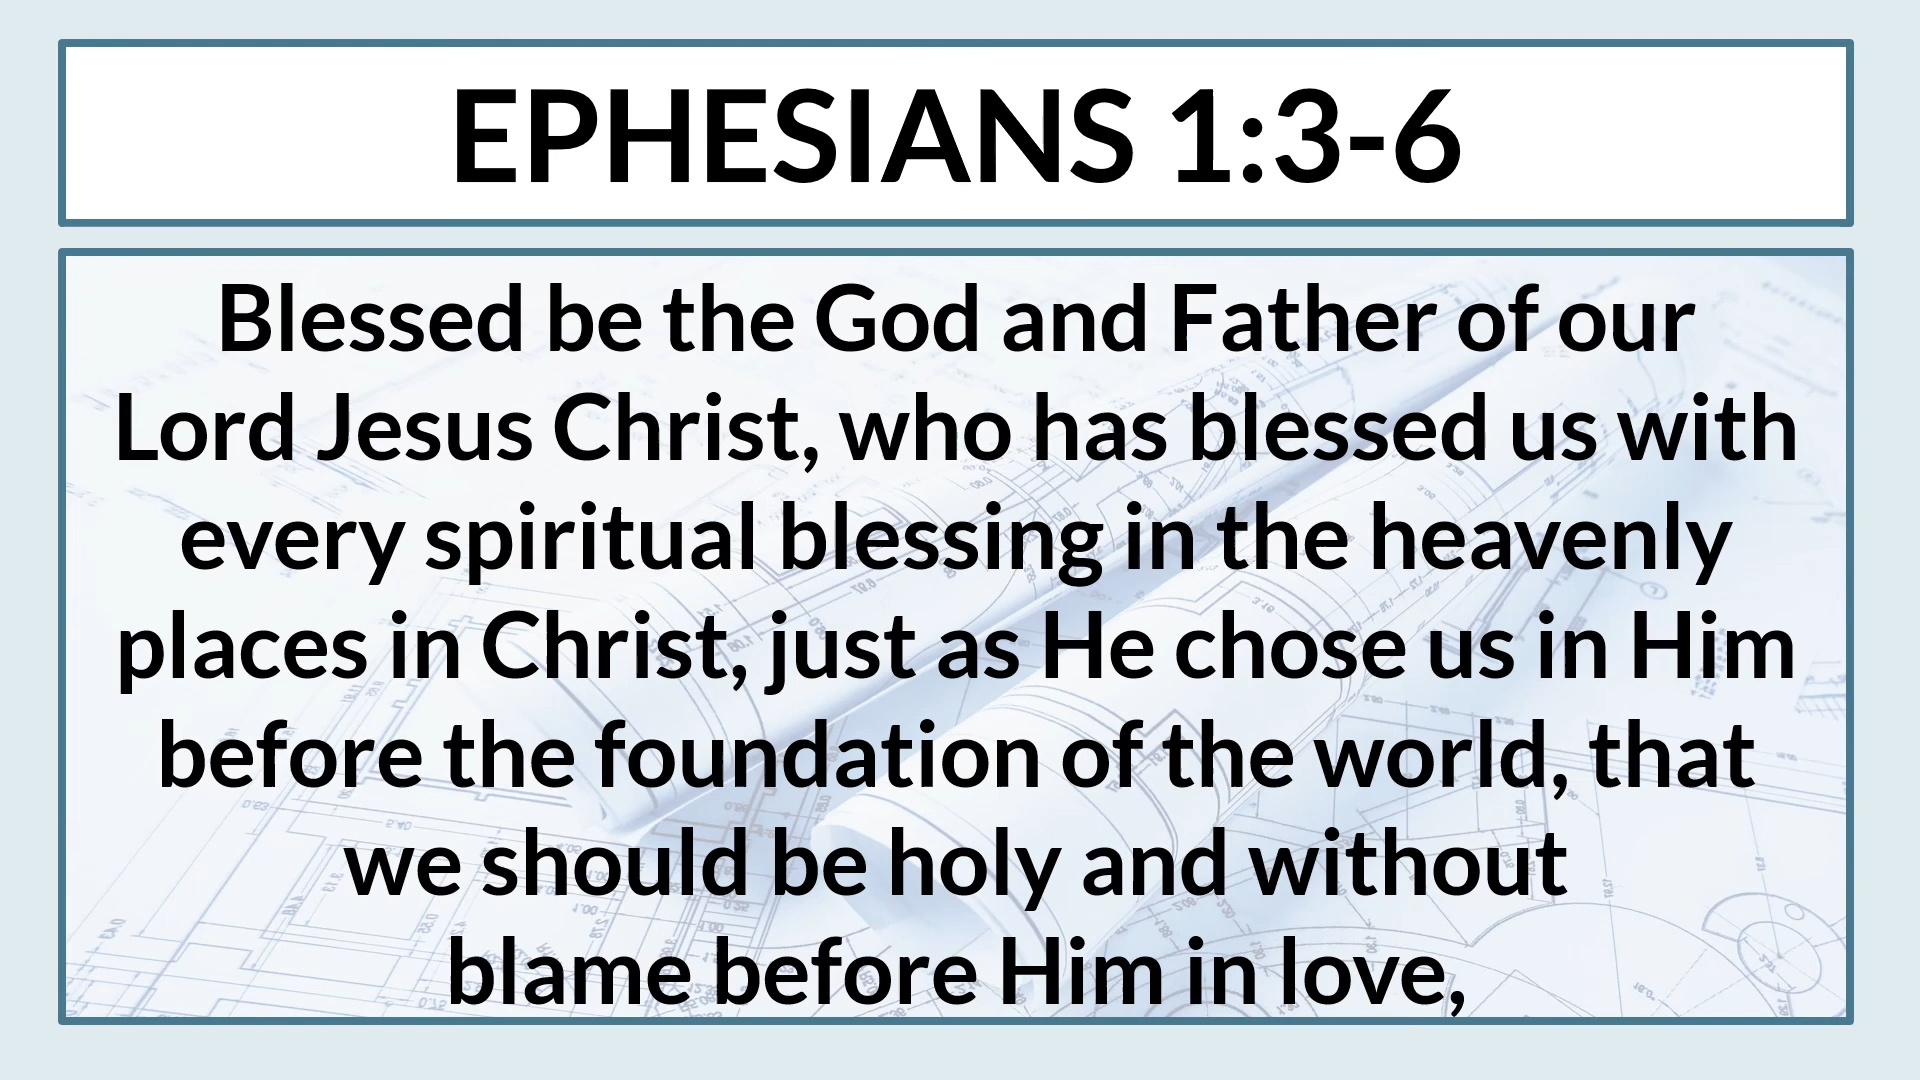 EPHESIANS 1:3-6
Blessed be the God and Father of our
Lord Jesus Christ, who has blessed us with
every spiritual blessing in the heavenly
places in Christ, just as He chose us in Him
before the foundation of the world, that
we should be holy and without
blame before Him in love,